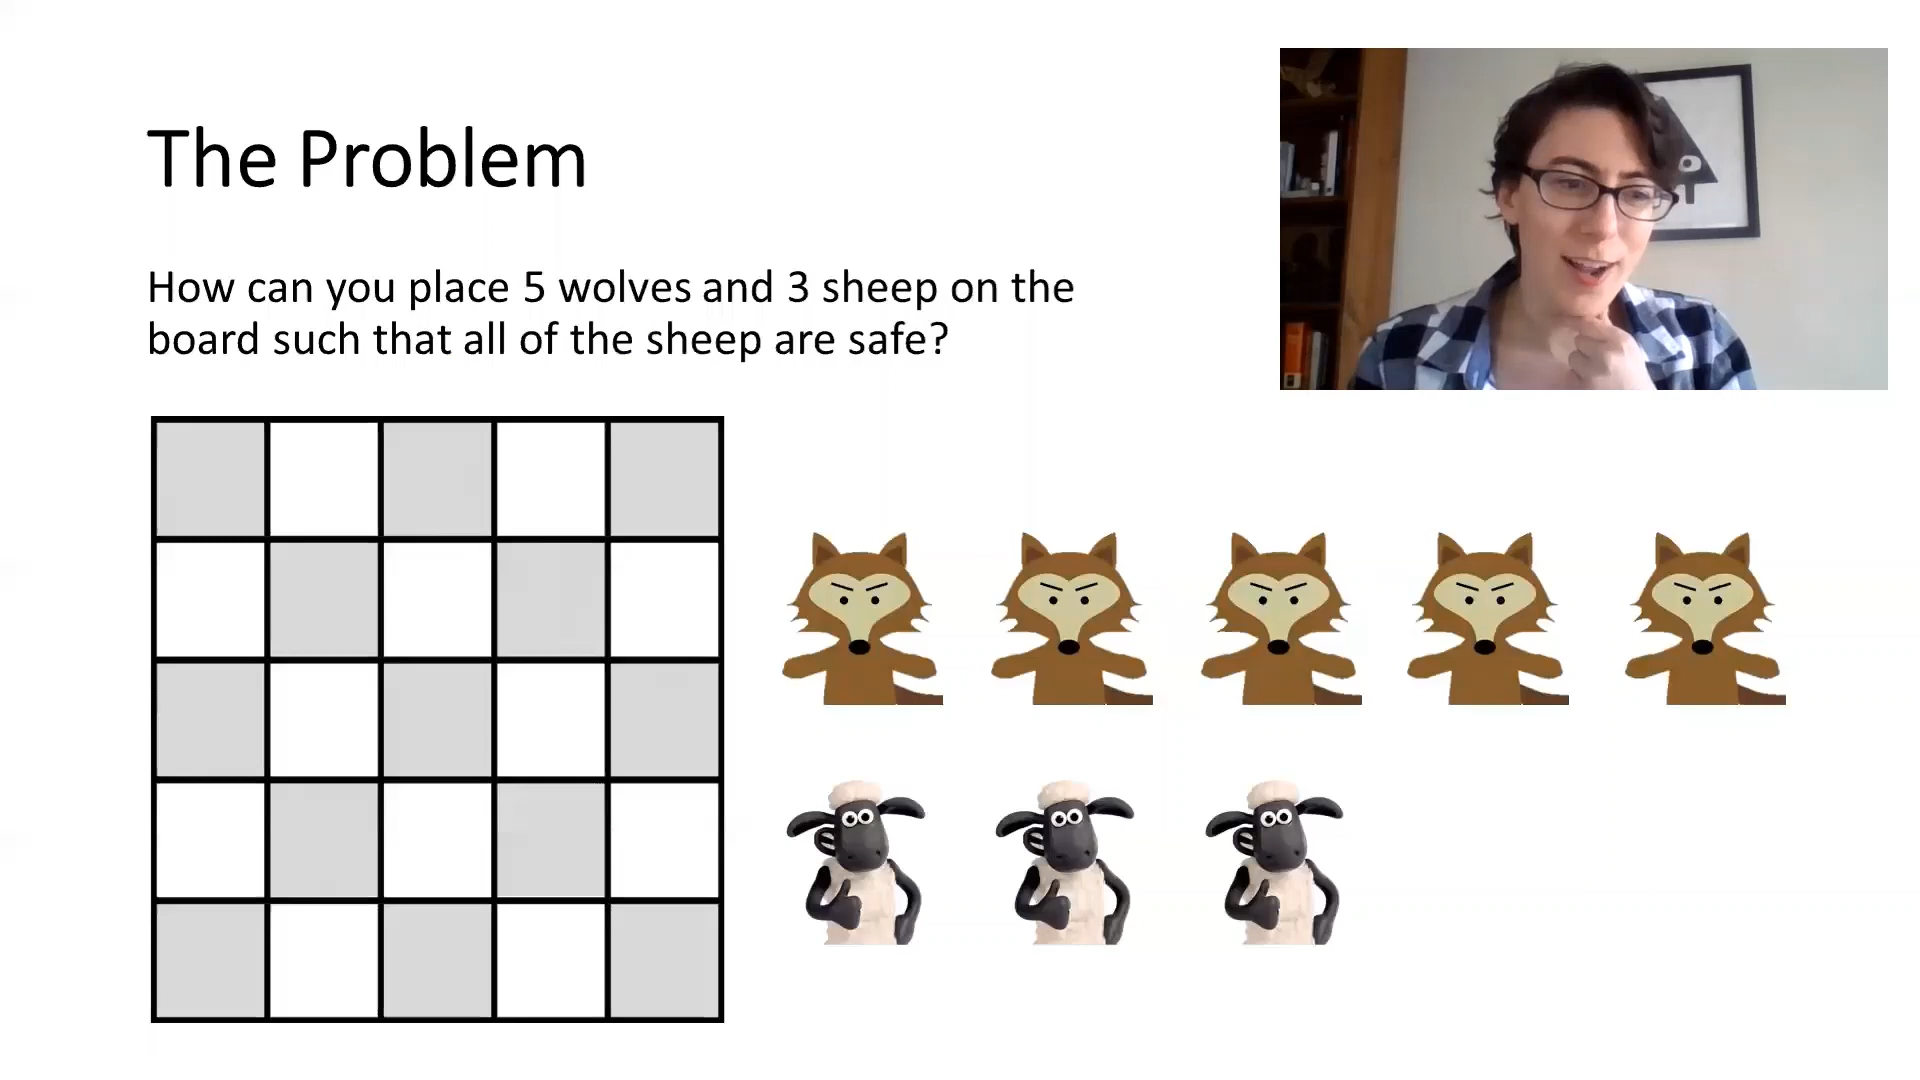 The Problem
How can you place 5 wolves and 3 sheep on the
board such that all of the sheep are safe?